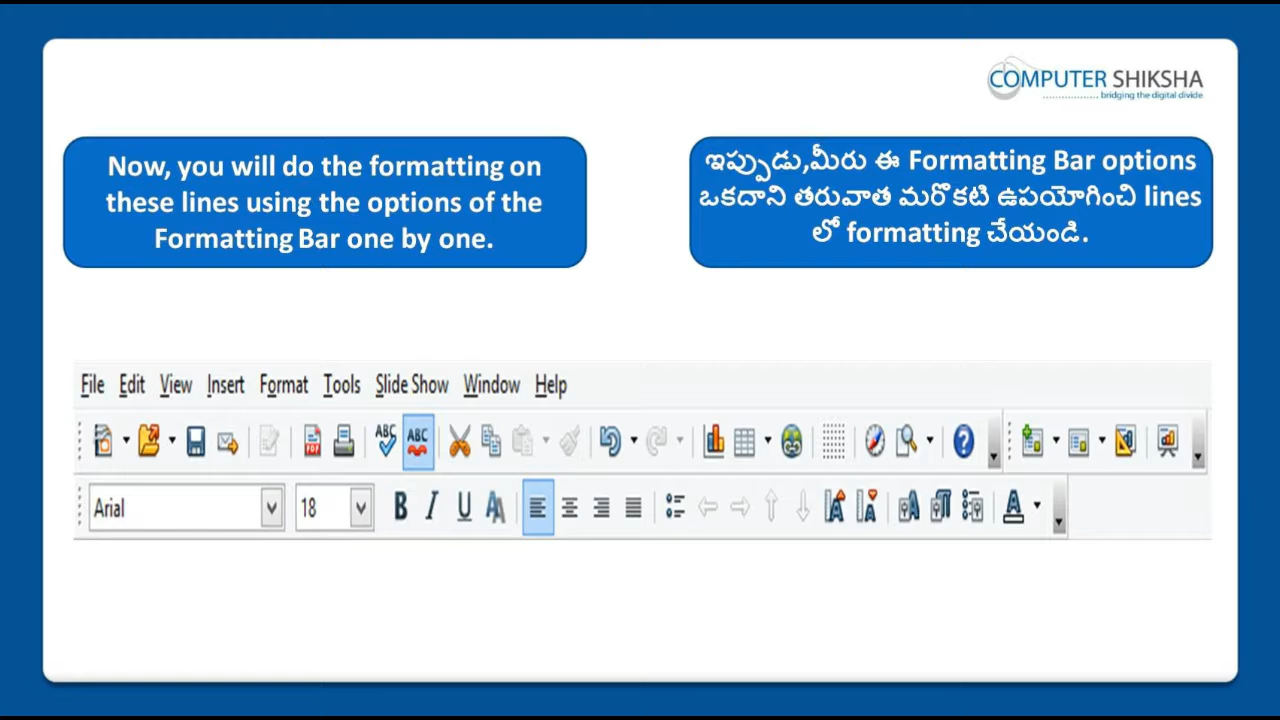 COMPUTER SHIKSHA
bridging the digital divide
Now, you will do the formatting on
these lines using the options of the
Formatting Bar one by one.
ఇప్పుడు,మీరు ఈ Formatting Bar options
ఒకదాని తరువాత మరొకటి ఉపయోగించి lines
లో formatting చేయండి.
File Edit View Insert Format Tools Slide Show Window Help
ABC ABC
Arial 18 B I U